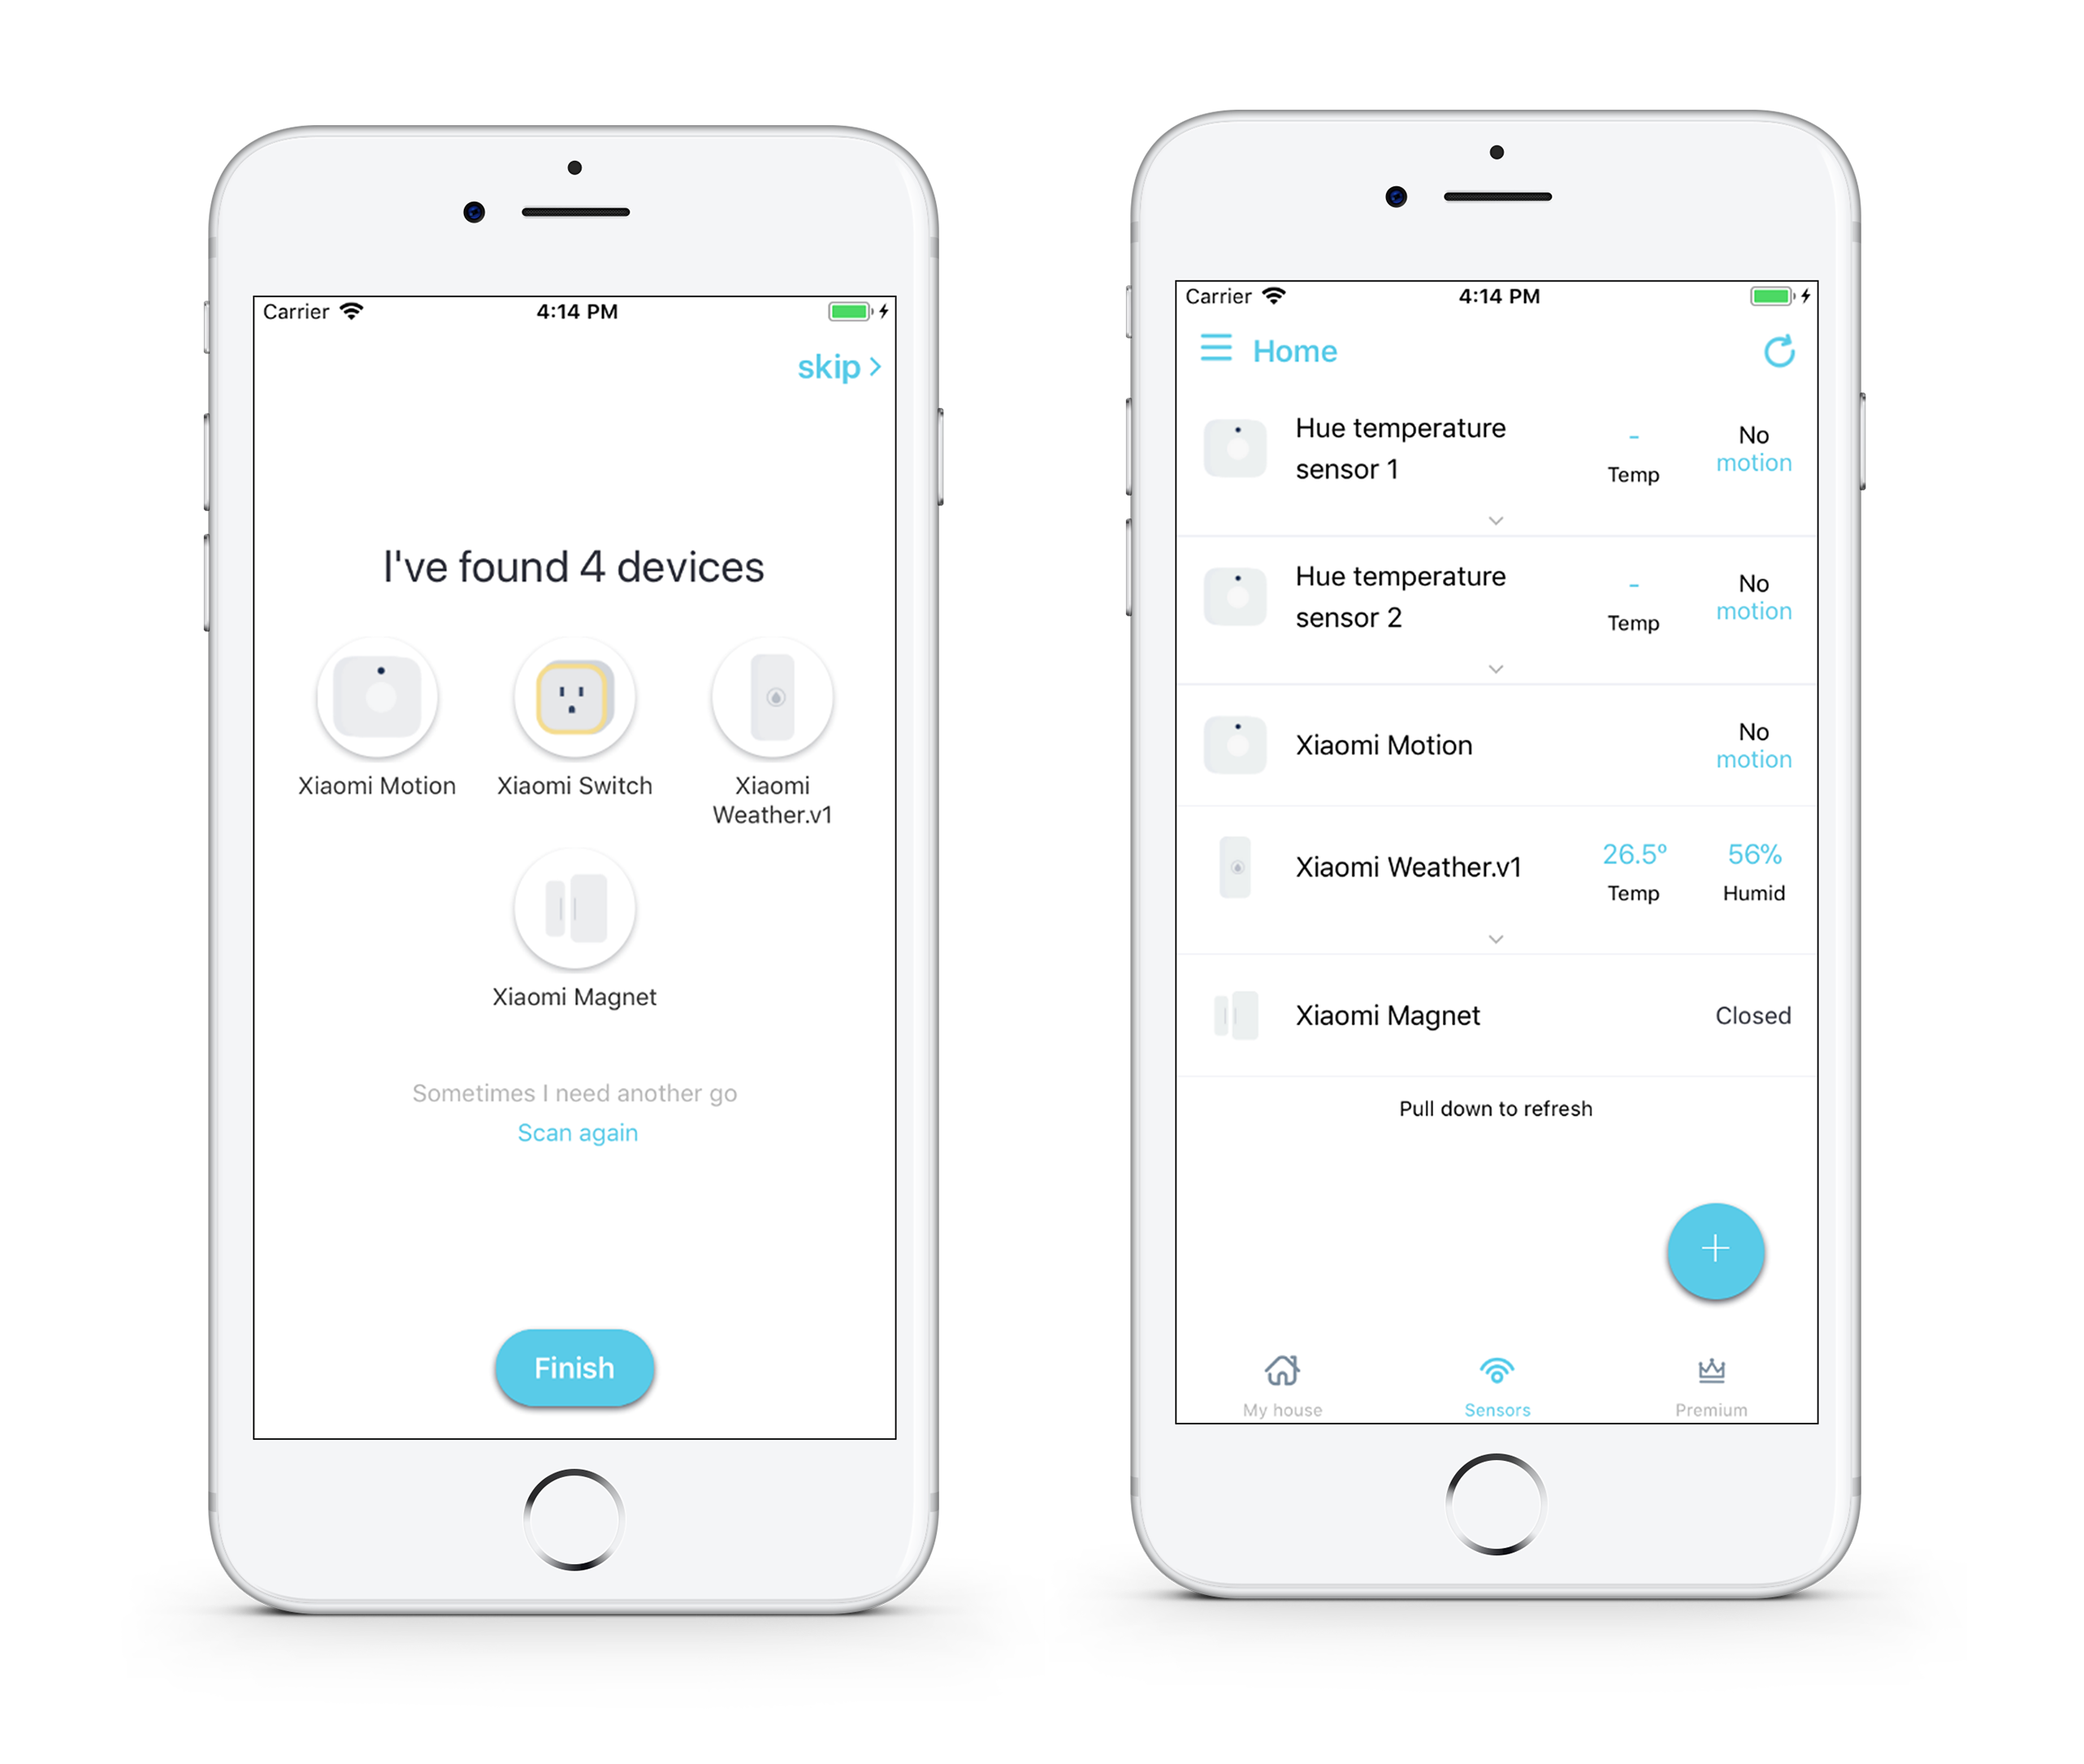 Carrier 4:14 PM
skip >
I've found 4 devices
Xiaomi Motion
Xiaomi Switch
Xiaomi
Weather.v1
Xiaomi Magnet
Sometimes I need another go
Scan again
Finish
Carrier 4:14 PM
Home
Hue temperature
sensor 1
-
Temp
No
motion
Hue temperature
sensor 2
-
Temp
No
motion
Xiaomi Motion
No
motion
Xiaomi Weather.v1
26.5º
Temp
56%
Humid
Xiaomi Magnet
Closed
Pull down to refresh
+
My house
Sensors
Premium